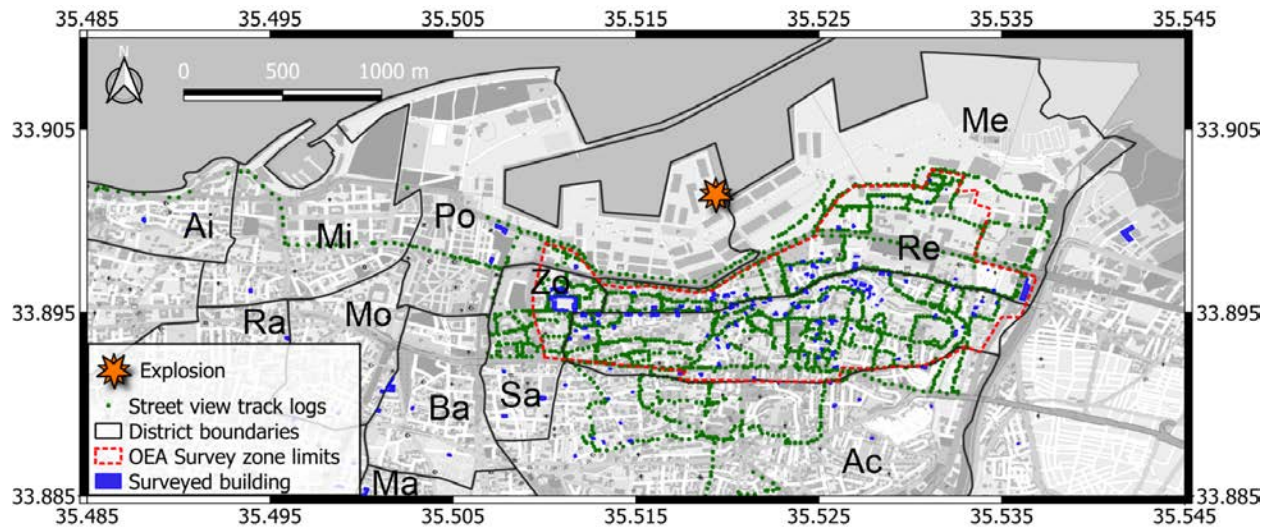 35.485 35.495 35.505 35.515 35.525 35.535 35.545
N
0 500 1000 m
33.905 33.905
Me
Ai Mi Po
Re
Zo
33.895 33.895
Ra Mo
Explosion
Street view track logs
District boundaries
OEA Survey zone limits
Surveyed building
Ba Sa
Ac
Ma
33.885 33.885
35.485 35.495 35.505 35.515 35.525 35.535 35.545